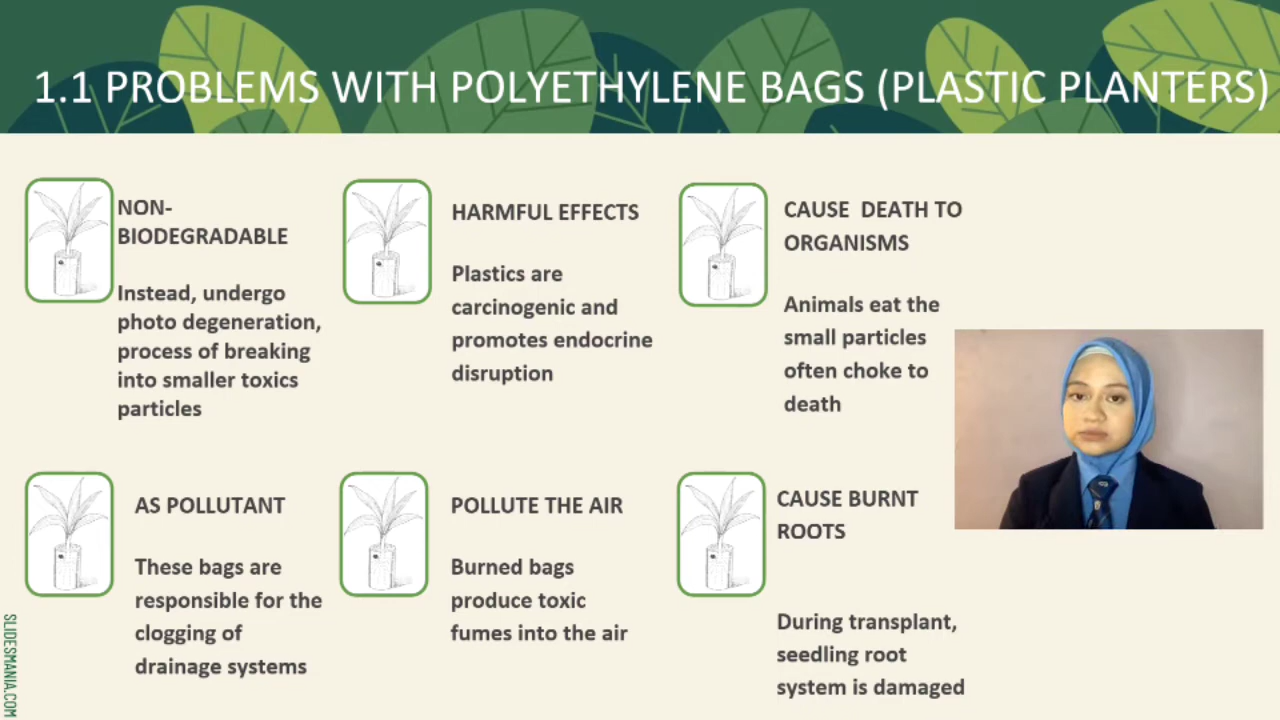 1.1 PROBLEMS WITH POLYETHYLENE BAGS (PLASTIC PLANTERS)
NON-
BIODEGRADABLE
Instead, undergo
photo degeneration,
process of breaking
into smaller toxics
particles
HARMFUL EFFECTS
Plastics are
carcinogenic and
promotes endocrine
disruption
CAUSE DEATH TO
ORGANISMS
Animals eat the
small particles
often choke to
death
AS POLLUTANT
These bags are
responsible for the
clogging of
drainage systems
POLLUTE THE AIR
Burned bags
produce toxic
fumes into the air
CAUSE BURNT
ROOTS
During transplant,
seedling root
system is damaged
SLIDESMANIA.COM